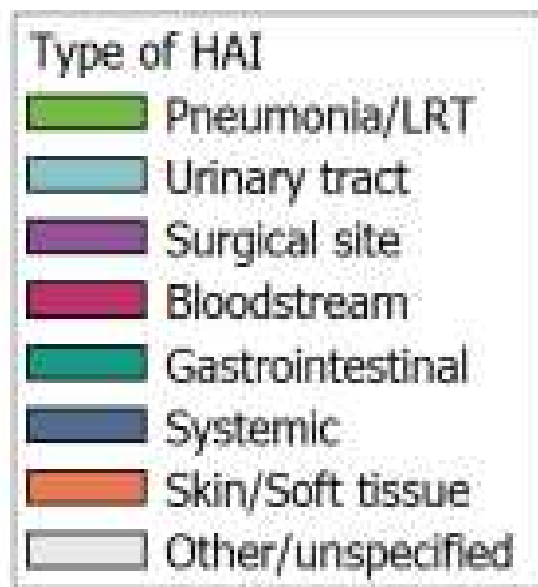 Type of HAI
Pneumonia/LRT
Urinary tract
Surgical site
Bloodstream
Gastrointestinal
Systemic
Skin/Soft tissue
Other/unspecified